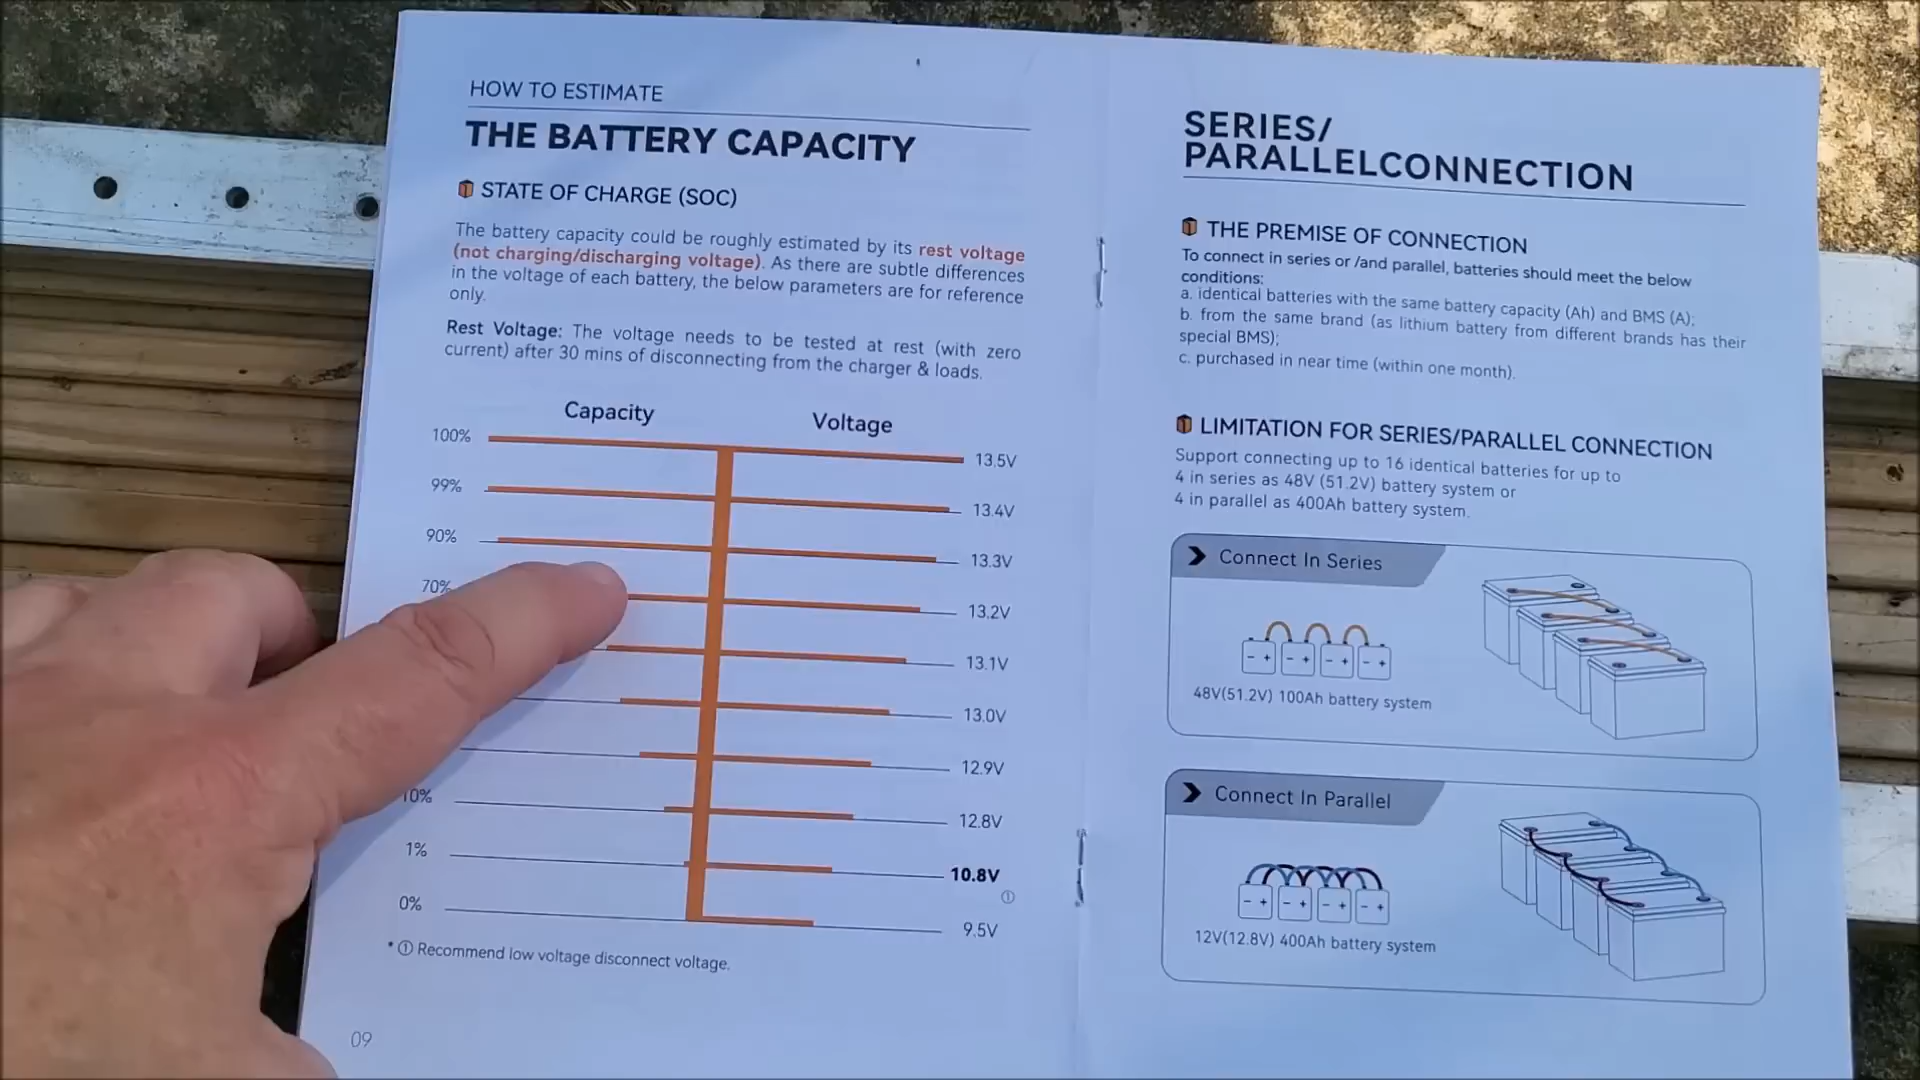 HOW TO ESTIMATE
THE BATTERY CAPACITY
STATE OF CHARGE (SOC)
The battery capacity could be roughly estimated by its rest voltage
(not charging/discharging voltage). As there are subtle differences
in the voltage of each battery, the below parameters are for reference
only.
Rest Voltage: The voltage needs to be tested at rest (with zero
current) after 30 mins of disconnecting from the charger & loads.
Capacity Voltage
100% 13.5V
99% 13.4V
90% 13.3V
70% 13.2V
13.1V
13.0V
12.9V
10% 12.8V
1% 10.8V
①
0% 9.5V
* ① Recommend low voltage disconnect voltage.
09
SERIES/
PARALLELCONNECTION
THE PREMISE OF CONNECTION
To connect in series or /and parallel, batteries should meet the below
conditions:
a. identical batteries with the same battery capacity (Ah) and BMS (A);
b. from the same brand (as lithium battery from different brands has their
special BMS);
c. purchased in near time (within one month).
LIMITATION FOR SERIES/PARALLEL CONNECTION
Support connecting up to 16 identical batteries for up to
4 in series as 48V (51.2V) battery system or
4 in parallel as 400Ah battery system.
Connect In Series
- + - + - + - +
48V(51.2V) 100Ah battery system
Connect In Parallel
- + - + - + - +
12V(12.8V) 400Ah battery system